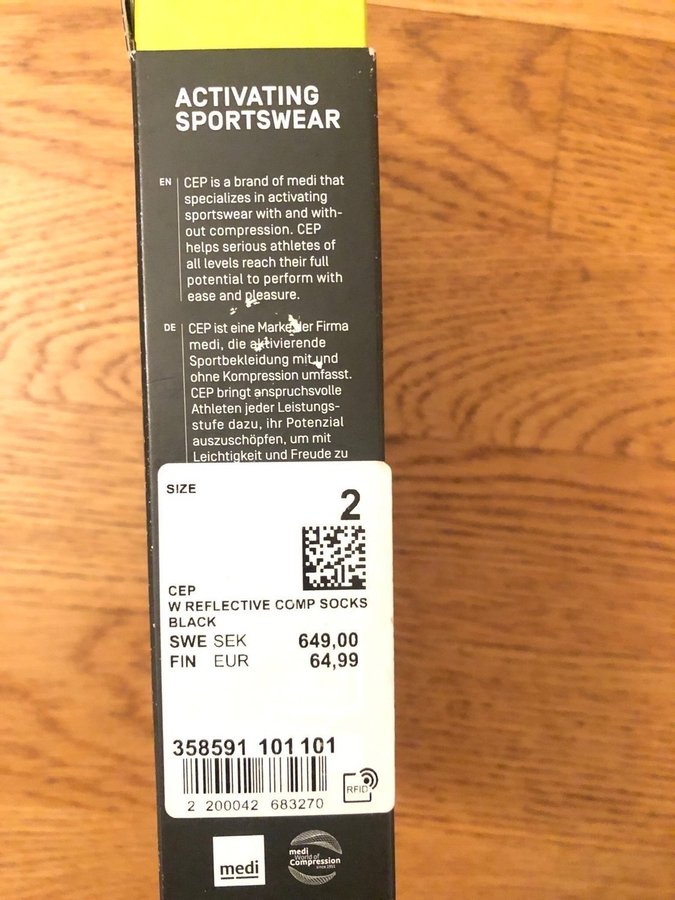 ACTIVATING
SPORTSWEAR
EN
CEP is a brand of medi that
specializes in activating
sportswear with and with-
out compression. CEP
helps serious athletes of
all levels reach their full
potential to perform with
ease and pleasure.
DE
CEP ist eine Marke der Firma
medi, die aktivierende
Sportbekleidung mit und
ohne Kompression umfasst.
CEP bringt anspruchsvolle
Athleten jeder Leistungs-
stufe dazu, ihr Potenzial
auszuschöpfen, um mit
Leichtigkeit und Freude zu
SIZE
2
CEP
W REFLECTIVE COMP SOCKS
BLACK
SWE SEK 649,00
FIN EUR 64,99
358591 101 101
2 200042 683270
RFID
medi
medi
World of
Compression
since 1951